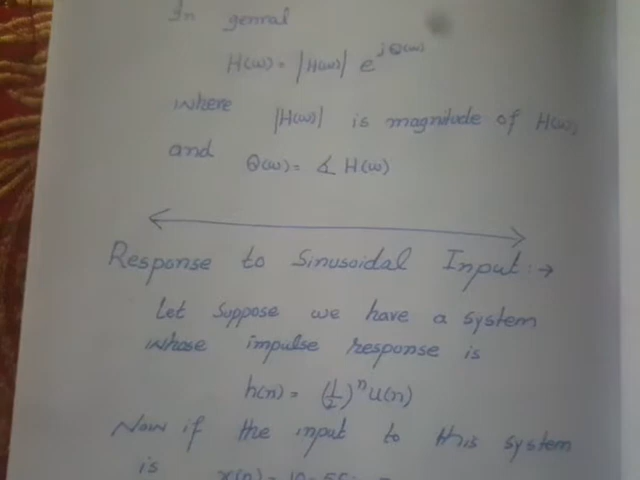 In genral
H(ω) = |H(ω)| e^{jΘ(ω)}
where |H(ω)| is magnitude of H(ω)
and Θ(ω) = ∡ H(ω)
Response to Sinusoidal Input :→
Let suppose we have a system
whose impulse response is
h(n) = (1/2)^n u(n)
Now if the input to this system
is